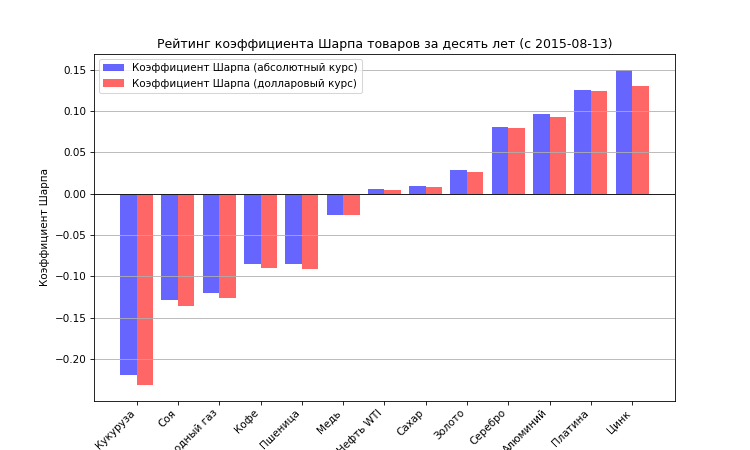 Рейтинг коэффициента Шарпа товаров за десять лет (с 2015-08-13)
Коэффициент Шарпа (абсолютный курс)
Коэффициент Шарпа (долларовый курс)
Коэффициент Шарпа
0.15
0.10
0.05
0.00
−0.05
−0.10
−0.15
−0.20
Кукуруза
Соя
газ
Кофе
Пшеница
Медь
Нефть WTI
Сахар
Золото
Серебро
Алюминий
Платина
Цинк